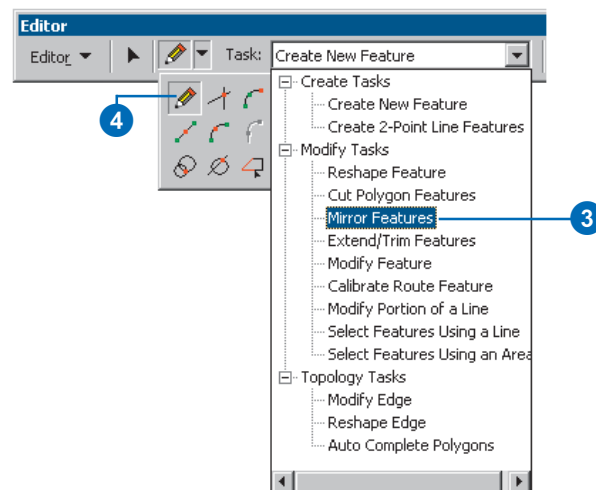 Editor
Editor Task: Create New Feature
Create Tasks
Create New Feature
4
Create 2-Point Line Features
Modify Tasks
Reshape Feature
Cut Polygon Features
Mirror Features 3
Extend/Trim Features
Modify Feature
Calibrate Route Feature
Modify Portion of a Line
Select Features Using a Line
Select Features Using an Area
Topology Tasks
Modify Edge
Reshape Edge
Auto Complete Polygons